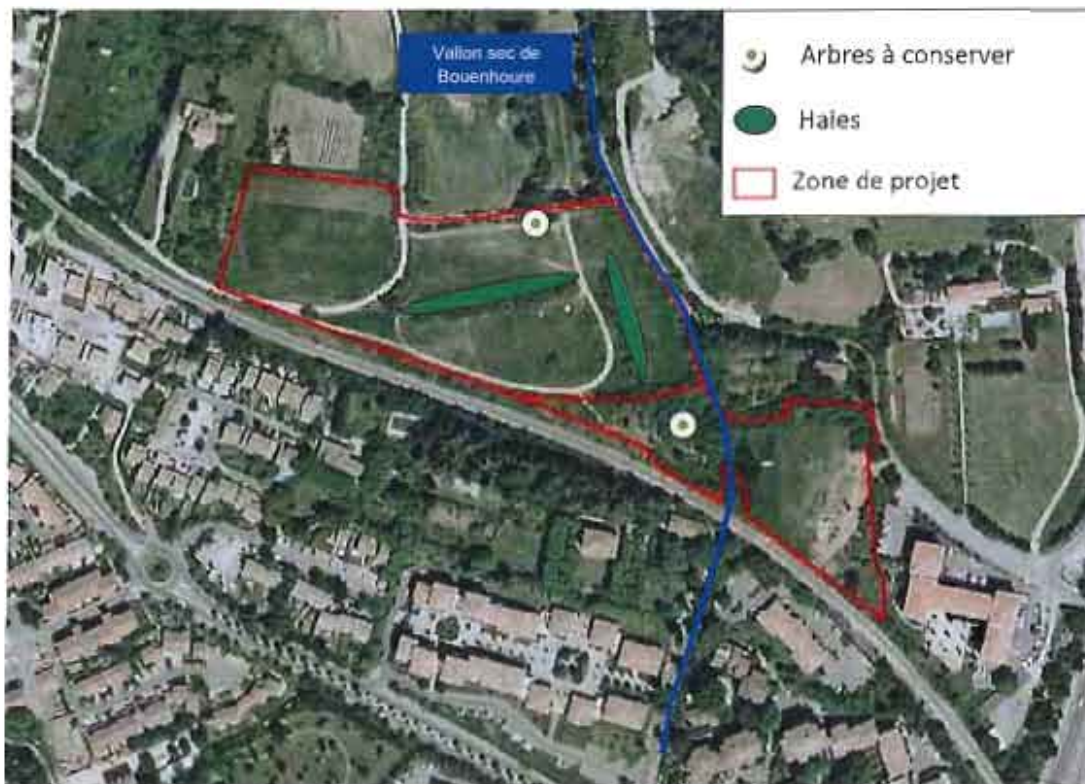 Vallon sec de
Bouenhoure
Arbres à conserver
Haies
Zone de projet